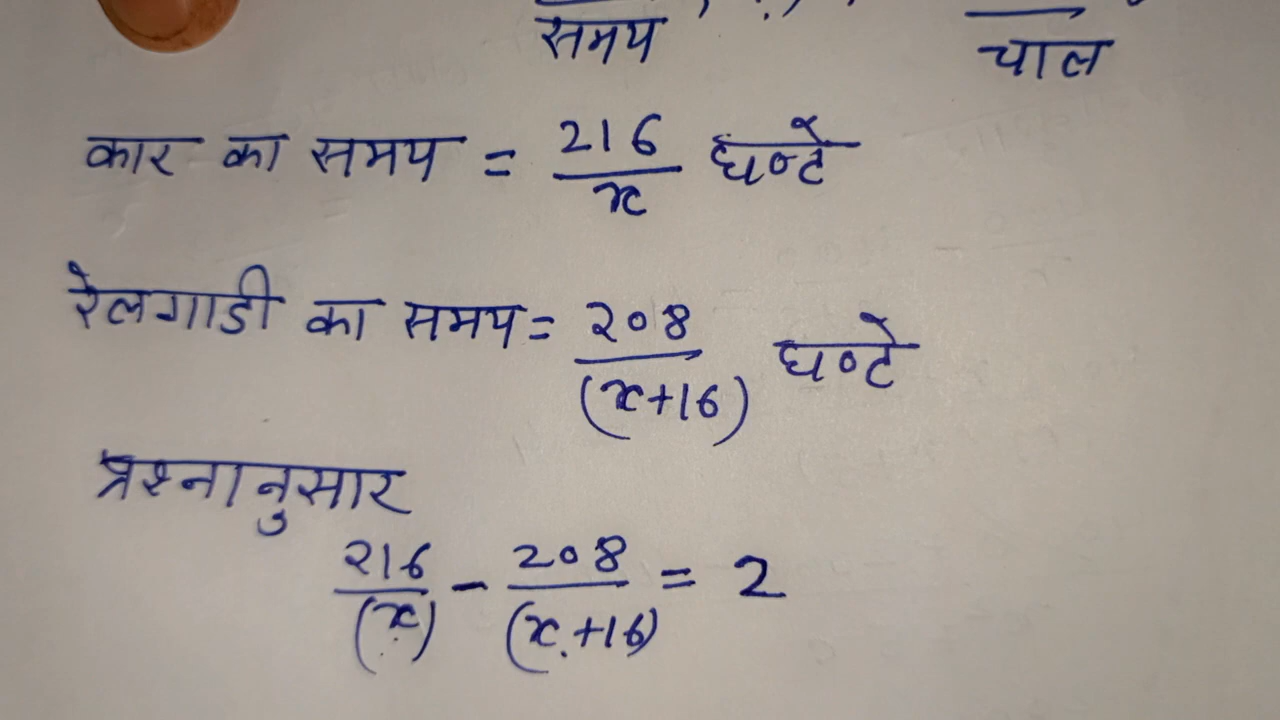 समय चाल
कार का समय = 216/x घण्टे
रेलगाडी का समय = 208/(x+16) घण्टे
प्रश्नानुसार
216/(x) - 208/(x+16) = 2